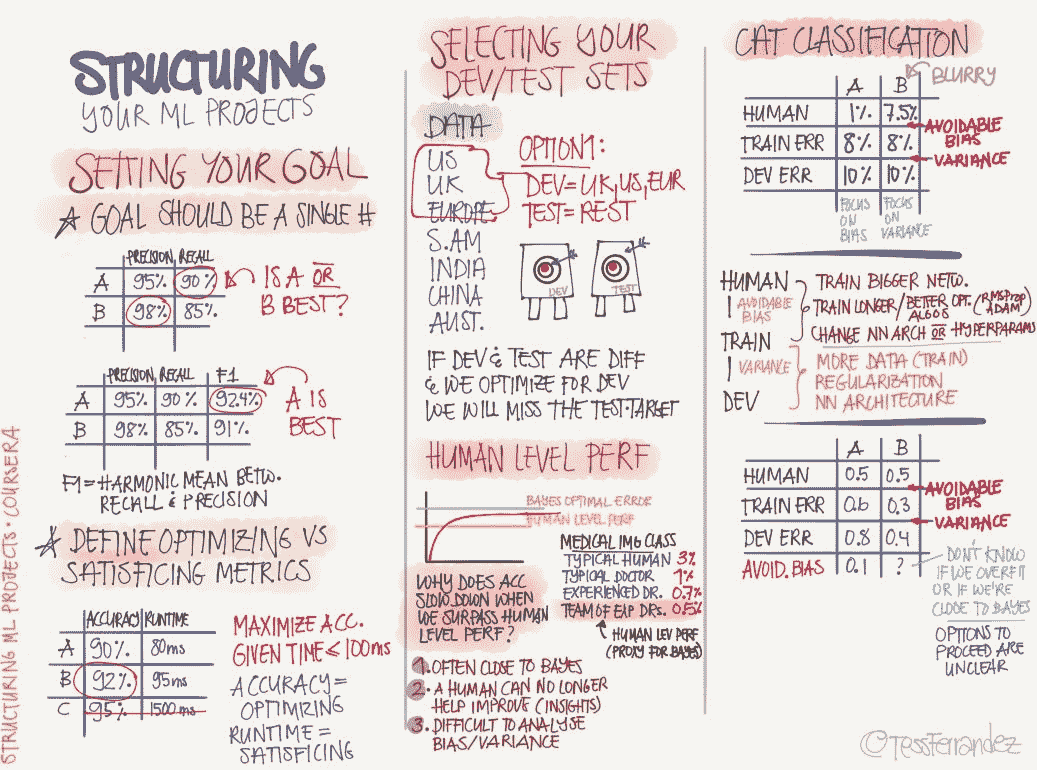 STRUCTURING
YOUR ML PROJECTS
SETTING YOUR GOAL
☆ GOAL SHOULD BE A SINGLE #
PRECISION RECALL
A 95% 90%
B 98% 85%
IS A OR
B BEST?
PRECISION RECALL F1
A 95% 90% 92.4%
B 98% 85% 91%
A IS
BEST
F1 = HARMONIC MEAN BETW.
RECALL & PRECISION
☆ DEFINE OPTIMIZING VS
SATISFICING METRICS
ACCURACY RUNTIME
A 90% 80ms
B 92% 95ms
C 95% 1500 ms
MAXIMIZE ACC.
GIVEN TIME ≤ 100ms
ACCURACY =
OPTIMIZING
RUNTIME =
SATISFICING
STRUCTURING ML PROJECTS · COURSERA
SELECTING YOUR
DEV/TEST SETS
DATA
US
UK
EUROPE
S.AM
INDIA
CHINA
AUST.
OPTION1:
DEV = UK, US, EUR
TEST = REST
DEV
TEST
IF DEV & TEST ARE DIFF
& WE OPTIMIZE FOR DEV
WE WILL MISS THE TEST-TARGET
HUMAN LEVEL PERF
BAYES OPTIMAL ERROR
HUMAN LEVEL PERF
MEDICAL IMG CLASS
TYPICAL HUMAN 3%
TYPICAL DOCTOR 1%
EXPERIENCED DR. 0.7%
TEAM OF EXP DRS. 0.5%
HUMAN LEV PERF
(PROXY FOR BAYES)
WHY DOES ACC
SLOW DOWN WHEN
WE SURPASS HUMAN
LEVEL PERF?
1. OFTEN CLOSE TO BAYES
2. A HUMAN CAN NO LONGER
HELP IMPROVE (INSIGHTS)
3. DIFFICULT TO ANALYSE
BIAS/VARIANCE
CAT CLASSIFICATION
BLURRY
A B
HUMAN 1% 7.5%
AVOIDABLE
BIAS
TRAIN ERR 8% 8%
VARIANCE
DEV ERR 10% 10%
FOCUS
ON
BIAS
FOCUS
ON
VARIANCE
HUMAN
AVOIDABLE
BIAS
TRAIN
VARIANCE
DEV
TRAIN BIGGER NETW.
TRAIN LONGER/BETTER OPT. ALGOS (RMSProp ADAM)
CHANGE NN ARCH OR HYPERPARAMS
MORE DATA (TRAIN)
REGULARIZATION
NN ARCHITECTURE
A B
HUMAN 0.5 0.5
AVOIDABLE
BIAS
TRAIN ERR 0.6 0.3
VARIANCE
DEV ERR 0.8 0.4
AVOID. BIAS 0.1 ?
DON'T KNOW
IF WE OVERFIT
OR IF WE'RE
CLOSE TO BAYES
OPTIONS TO
PROCEED ARE
UNCLEAR
©TessFerrandez